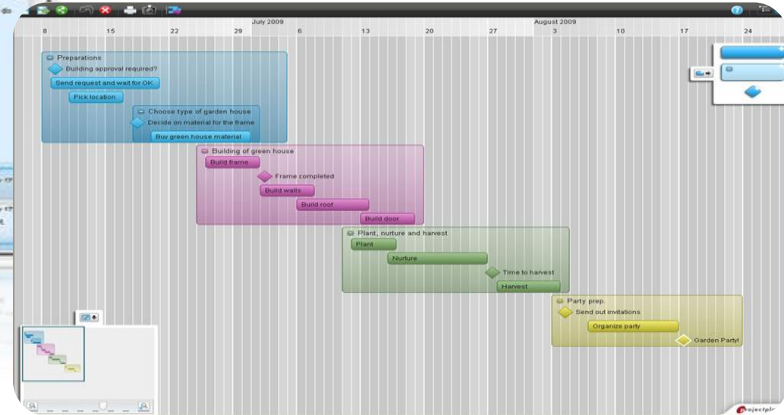 July 2009
August 2009
8 15 22 29 6 13 20 27 3 10 17 24
Preparations
Building approval required?
Send request and wait for OK
Pick location
Choose type of garden house
Decide on material for the frame
Buy green house material
Building of green house
Build frame
Frame completed
Build walls
Build roof
Build door
Plant, nurture and harvest
Plant
Nurture
Time to harvest
Harvest
Party prep.
Send out invitations
Organize party
Garden Party!